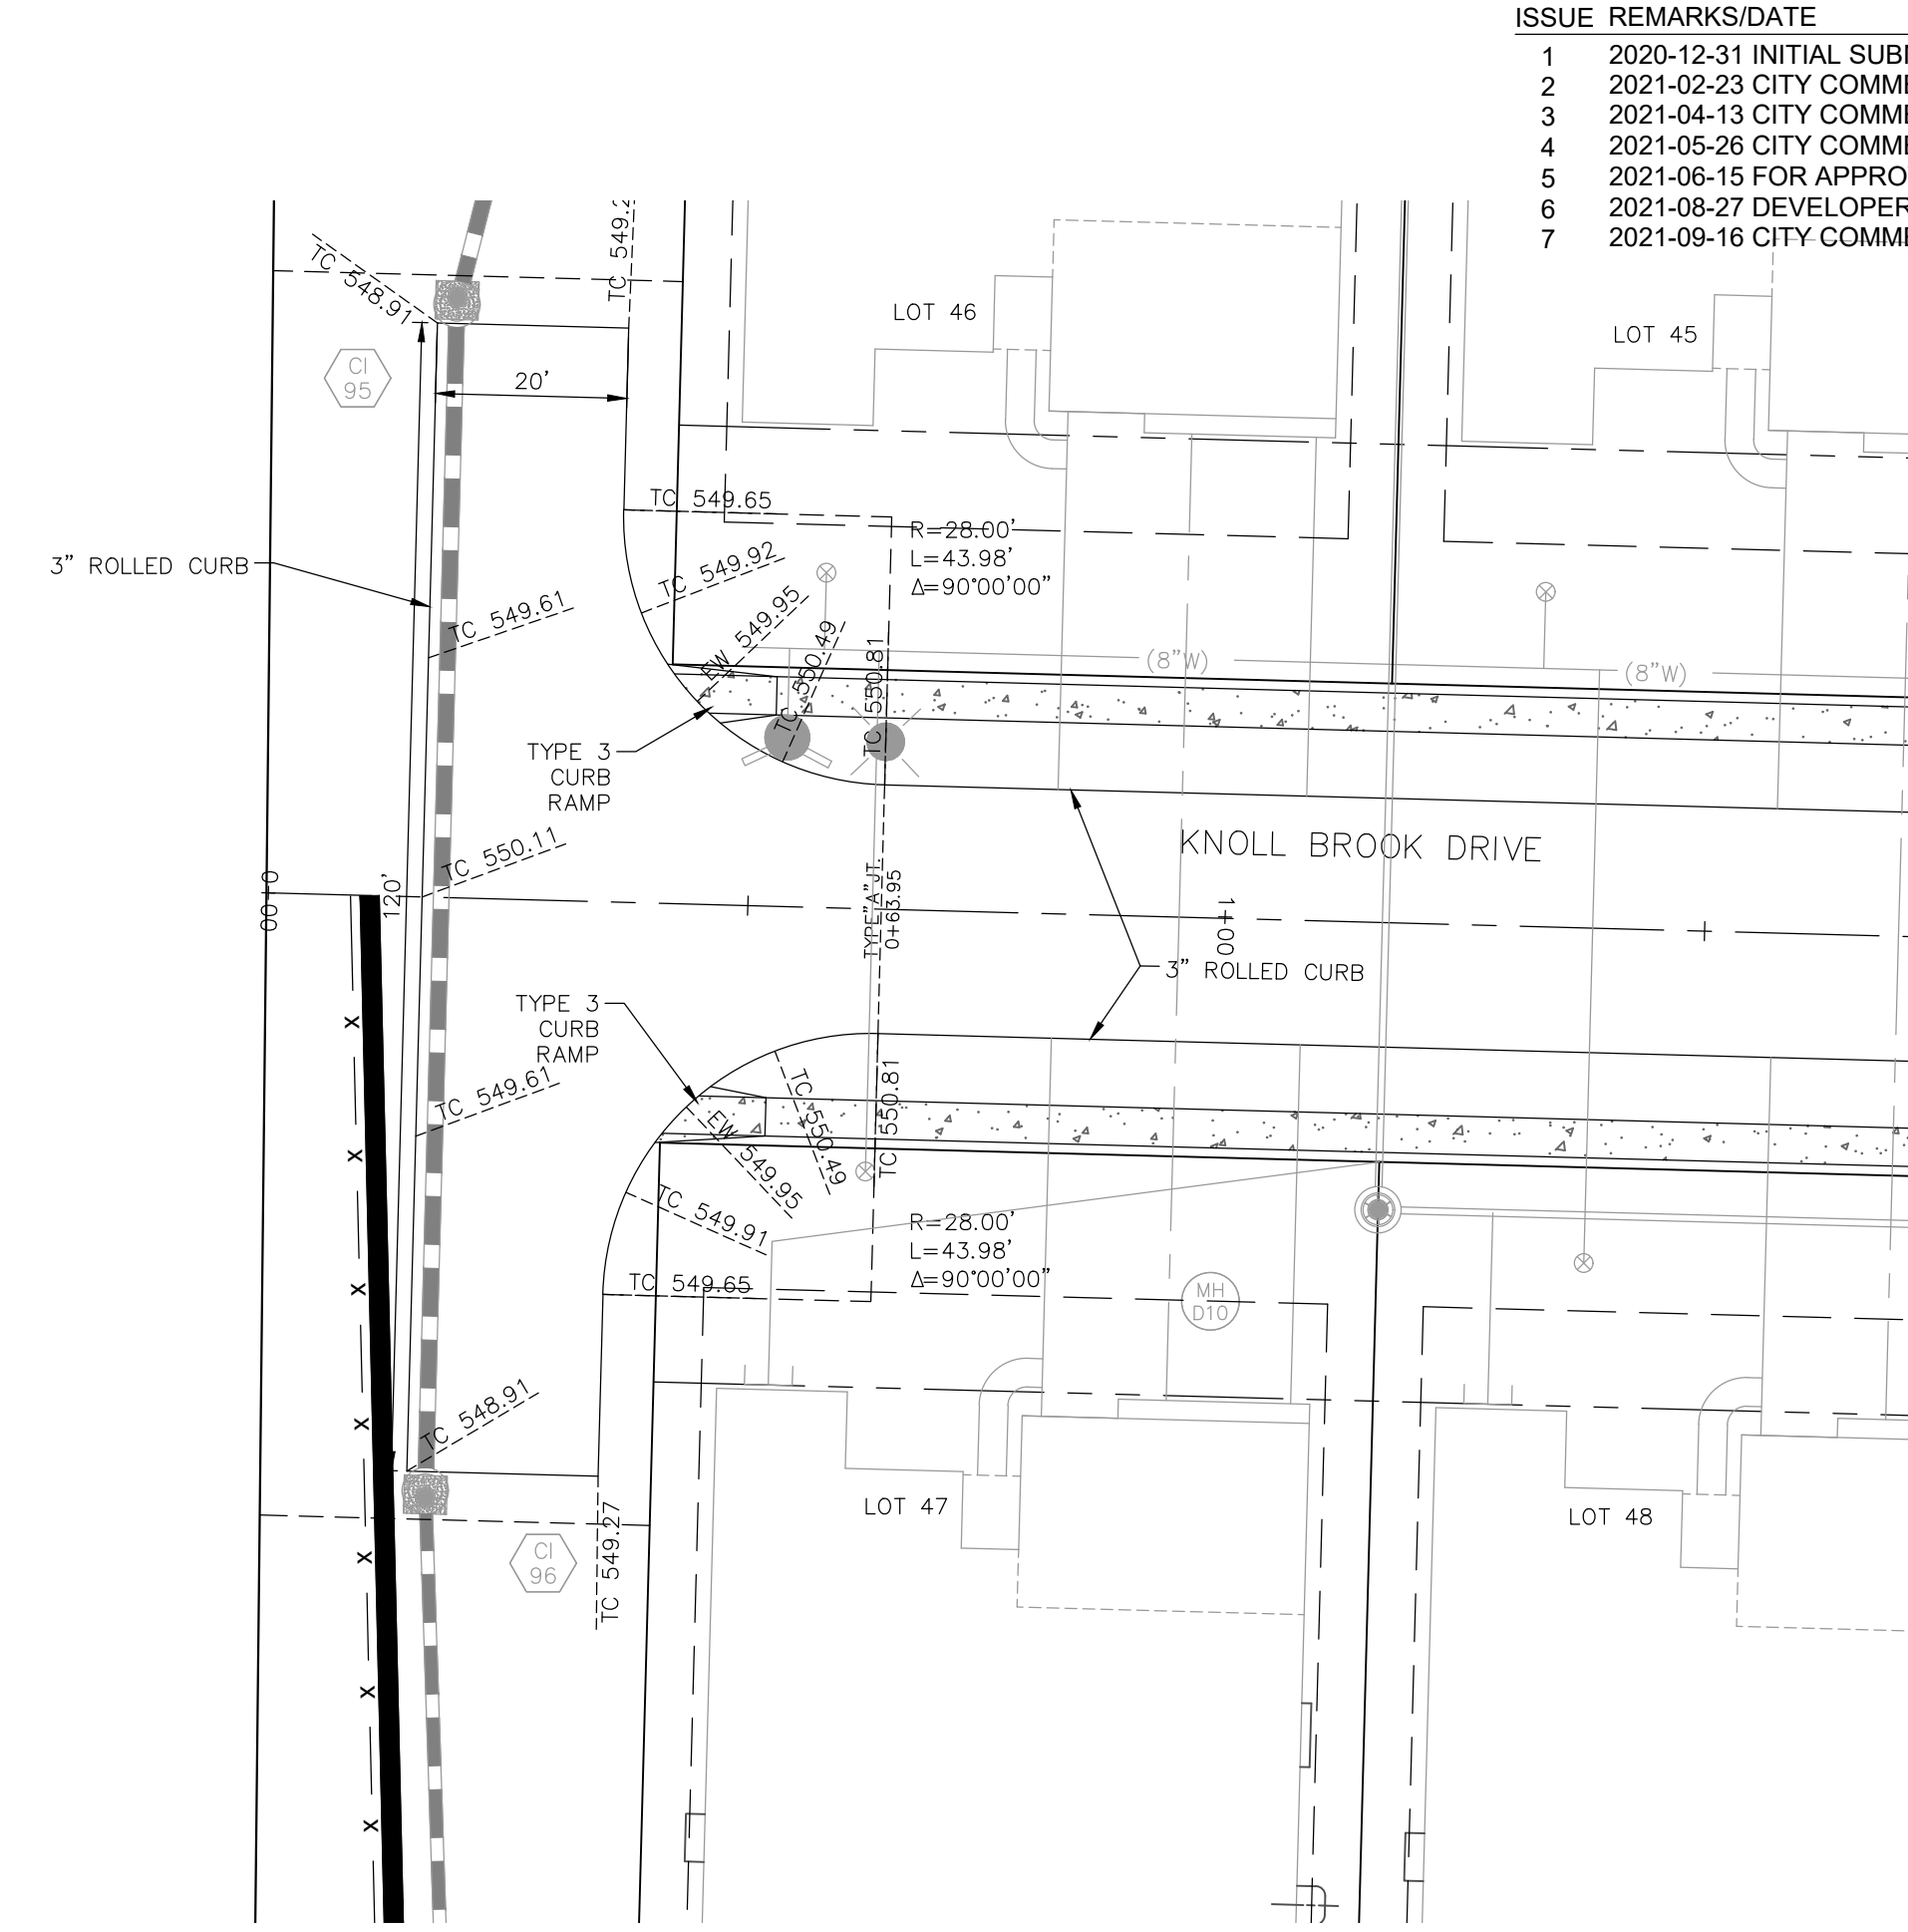 ISSUE REMARKS/DATE
1 2020-12-31 INITIAL
2 2021-02-23 CITY
3 2021-04-13 CITY
4 2021-05-26 CITY
5 2021-06-15 FOR
6 2021-08-27 DEVELOPER
7 2021-09-16 CITY
TC 548.91
LOT 46
LOT 45
CI
95
20'
TC 549.65
R=28.00'
L=43.98'
Δ=90°00'00"
TC 549.92
3" ROLLED CURB
TC 549.61
EW 549.95
TC 550.49
TC 550.81
(8"W)
(8"W)
TYPE 3
CURB
RAMP
KNOLL BROOK DRIVE
TC 550.11
0+00
120'
TYPE"A"JT.
0+63.95
1+00
3" ROLLED CURB
TYPE 3
CURB
RAMP
TC 549.61
TC 550.49
TC 550.81
EW 549.95
TC 549.91
R=28.00'
L=43.98'
Δ=90°00'00"
TC 549.65
MH
D10
TC 548.91
LOT 47
LOT 48
CI
96
TC 549.27
X
X
X
X
X
X
X